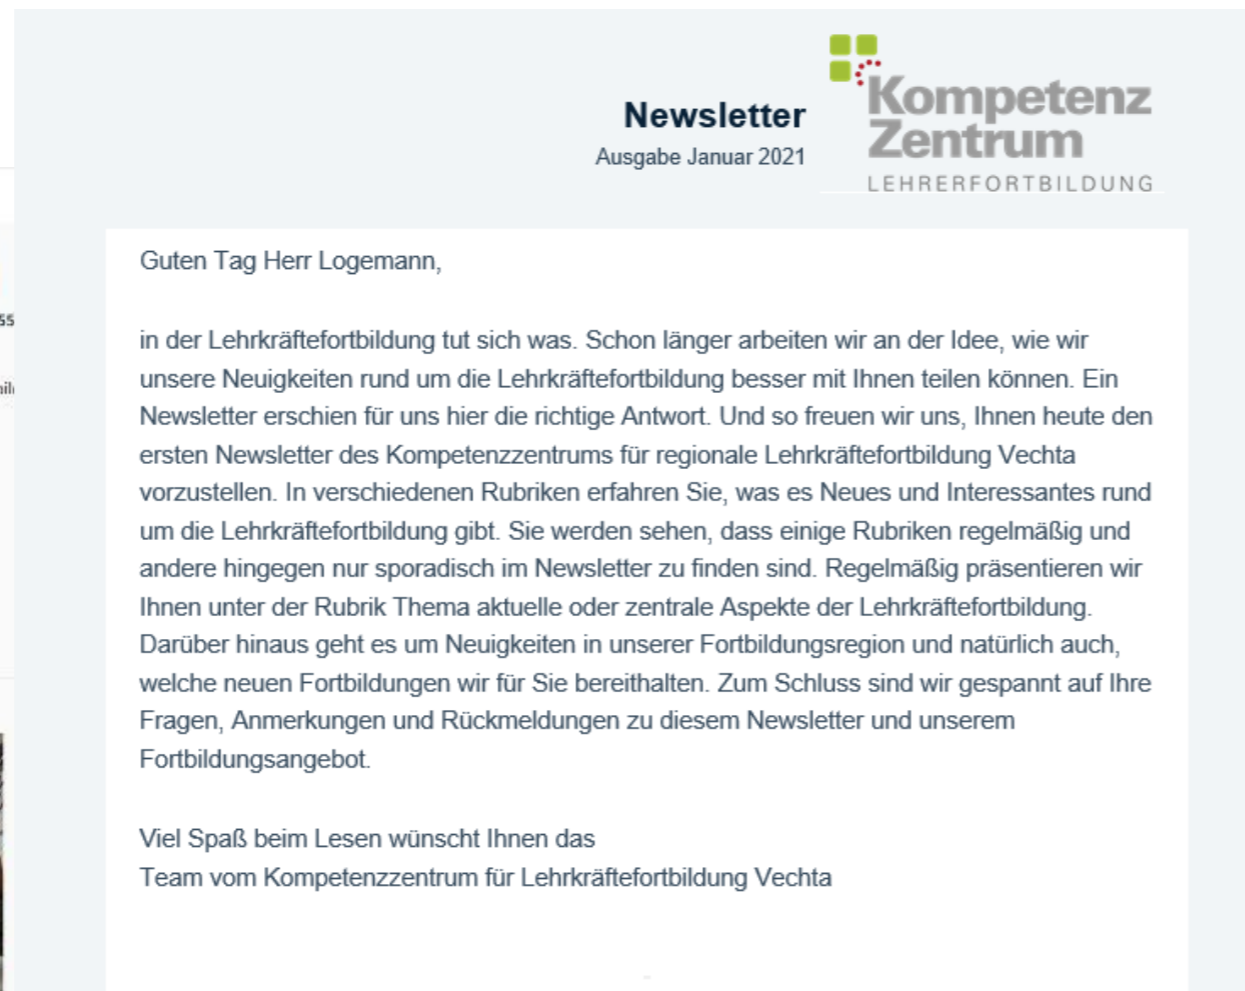 Newsletter
Ausgabe Januar 2021
Kompetenz
Zentrum
LEHRERFORTBILDUNG
Guten Tag Herr Logemann,
in der Lehrkräftefortbildung tut sich was. Schon länger arbeiten wir an der Idee, wie wir
unsere Neuigkeiten rund um die Lehrkräftefortbildung besser mit Ihnen teilen können. Ein
Newsletter erschien für uns hier die richtige Antwort. Und so freuen wir uns, Ihnen heute den
ersten Newsletter des Kompetenzzentrums für regionale Lehrkräftefortbildung Vechta
vorzustellen. In verschiedenen Rubriken erfahren Sie, was es Neues und Interessantes rund
um die Lehrkräftefortbildung gibt. Sie werden sehen, dass einige Rubriken regelmäßig und
andere hingegen nur sporadisch im Newsletter zu finden sind. Regelmäßig präsentieren wir
Ihnen unter der Rubrik Thema aktuelle oder zentrale Aspekte der Lehrkräftefortbildung.
Darüber hinaus geht es um Neuigkeiten in unserer Fortbildungsregion und natürlich auch,
welche neuen Fortbildungen wir für Sie bereithalten. Zum Schluss sind wir gespannt auf Ihre
Fragen, Anmerkungen und Rückmeldungen zu diesem Newsletter und unserem
Fortbildungsangebot.
Viel Spaß beim Lesen wünscht Ihnen das
Team vom Kompetenzzentrum für Lehrkräftefortbildung Vechta